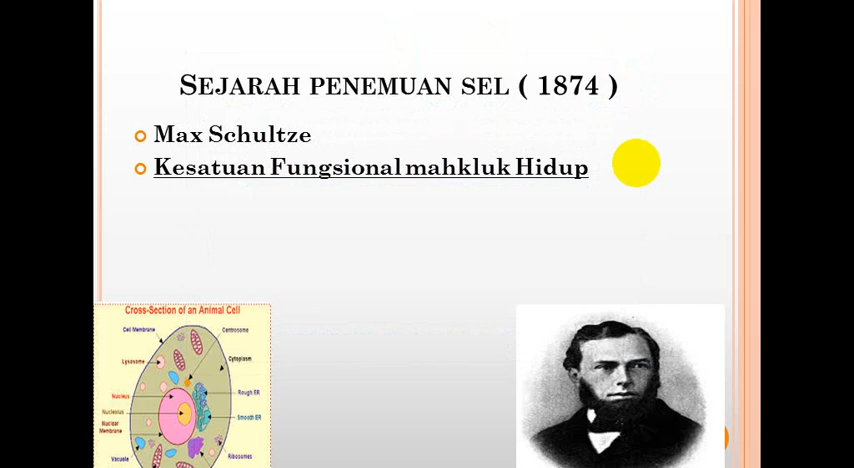 SEJARAH PENEMUAN SEL ( 1874 )
Max Schultze
Kesatuan Fungsional mahkluk Hidup
Cross-Section of an Animal Cell
Cell Membrane
Centrosome
Lysosome
Cytoplasm
Nucleus
Rough ER
Nucleolus
Smooth ER
Nuclear
Membrane
Vacuole
Ribosomes